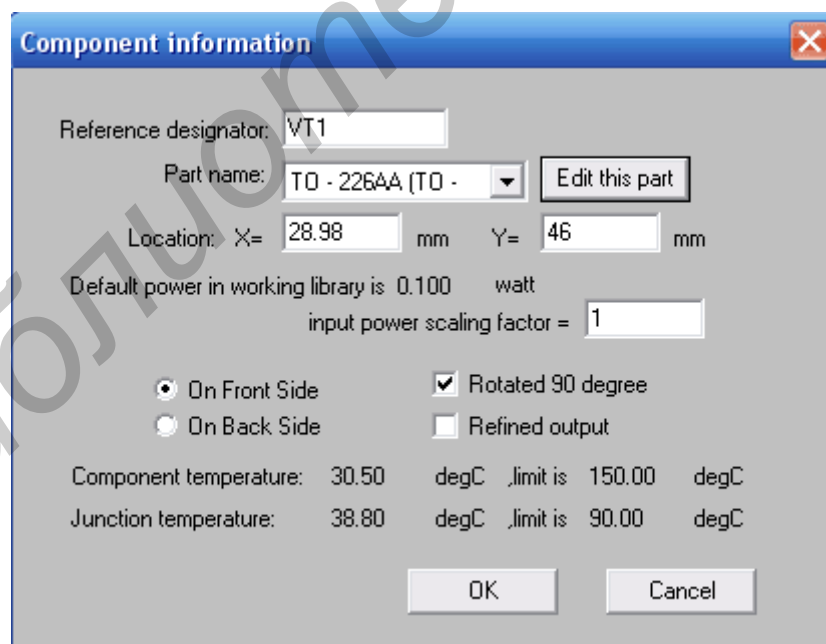 Component information
Reference designator: VT1
Part name: TO - 226AA (TO - Edit this part
Location: X= 28.98 mm Y= 46 mm
Default power in working library is 0.100 watt
input power scaling factor = 1
On Front Side Rotated 90 degree
On Back Side Refined output
Component temperature: 30.50 degC ,limit is 150.00 degC
Junction temperature: 38.80 degC ,limit is 90.00 degC
OK Cancel